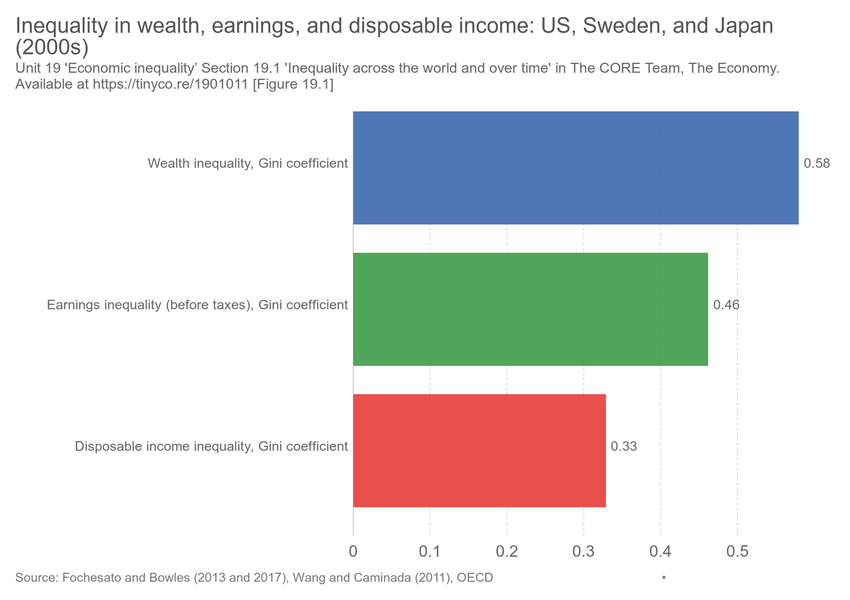 Inequality in wealth, earnings, and disposable income: US, Sweden, and Japan
(2000s)
Unit 19 'Economic inequality’ Section 19.1 'Inequality across the world and over time' in The CORE Team, The Economy.
Available at https://tinyco.re/1901011 [Figure 19.1]
Wealth inequality, Gini coefficient
0.58
Earnings inequality (before taxes), Gini coefficient
0.46
Disposable income inequality, Gini coefficient
0.33
0 0.1 0.2 0.3 0.4 0.5
Source: Fochesato and Bowles (2013 and 2017), Wang and Caminada (2011), OECD